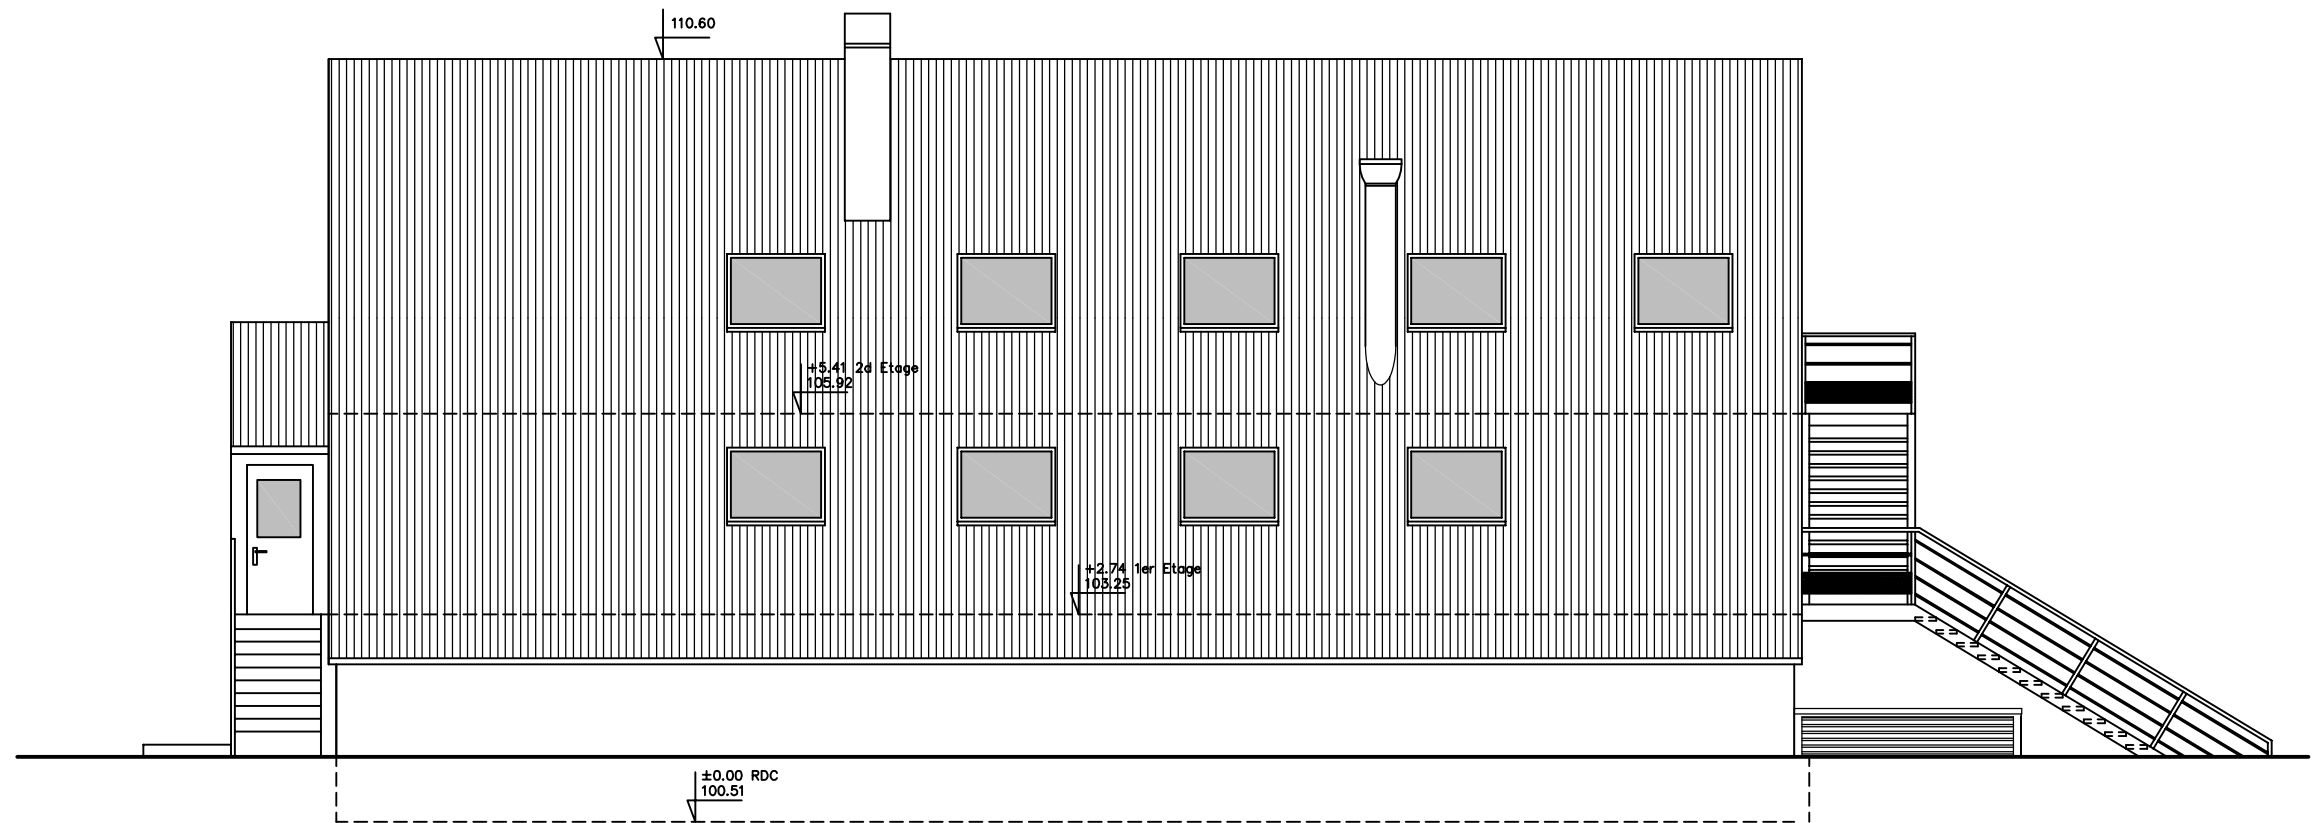 110.60
+5.41 2d Etage
105.92
+2.74 1er Etage
103.25
±0.00 RDC
100.51